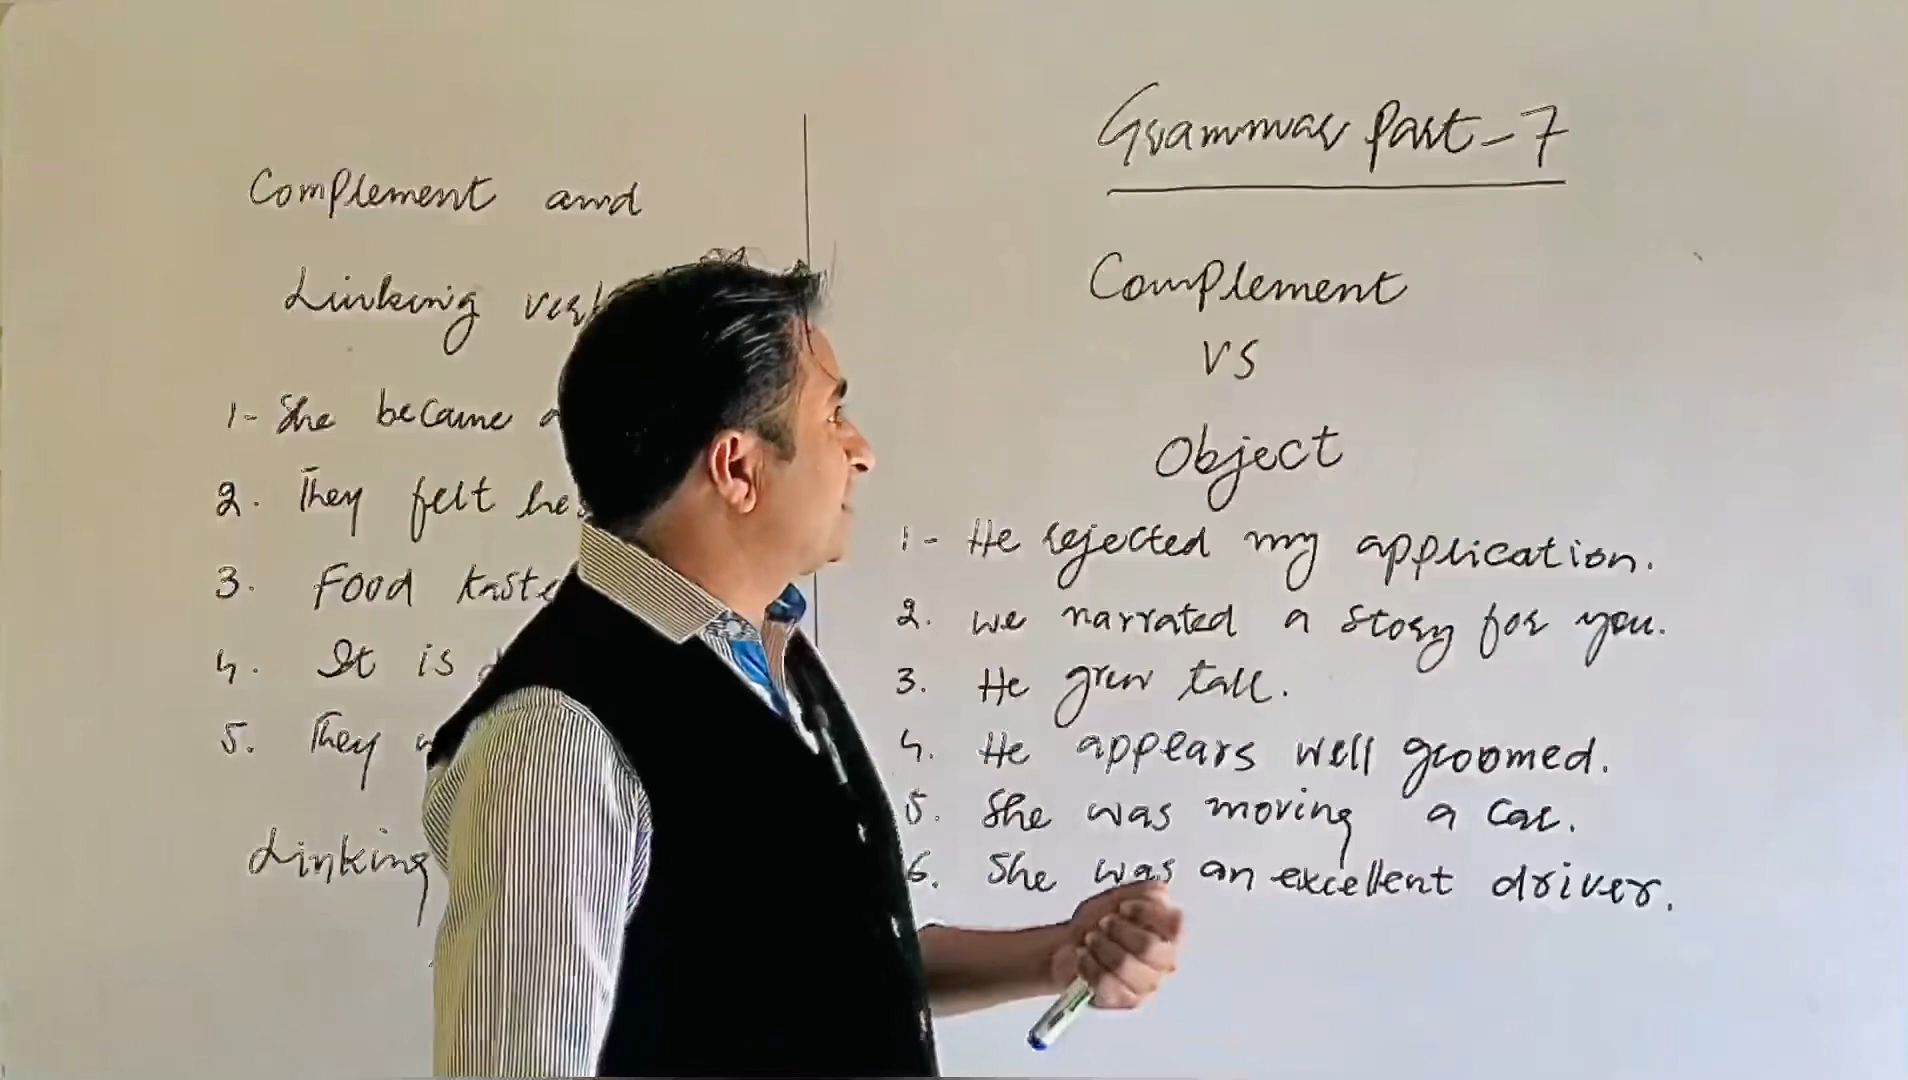 Complement and
Linking
1- She became
2. They felt
3. Food
4. It is
5. They
Linking
Grammar Part-7
Complement
VS
Object
1- He rejected my application.
2. we narrated a story for you.
3. He grew tall.
4. He appears well groomed.
5. She was moving a car.
6. She was an excellent driver.